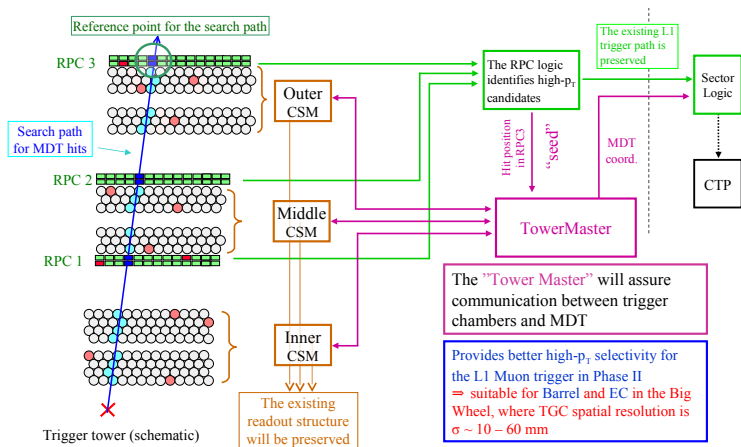 Reference point for the search path
RPC 3
Search path
for MDT hits
RPC 2
RPC 1
Trigger tower (schematic)
Outer
CSM
Middle
CSM
Inner
CSM
The existing
readout structure
will be preserved
The RPC logic
identifies high-pT
candidates
The existing L1
trigger path is
preserved
Sector
Logic
CTP
Hit position
in RPC3
“seed”
MDT
coord.
TowerMaster
The ”Tower Master” will assure
communication between trigger
chambers and MDT
Provides better high-pT selectivity for
the L1 Muon trigger in Phase II
⇒ suitable for Barrel and EC in the Big
Wheel, where TGC spatial resolution is
σ ~ 10 – 60 mm